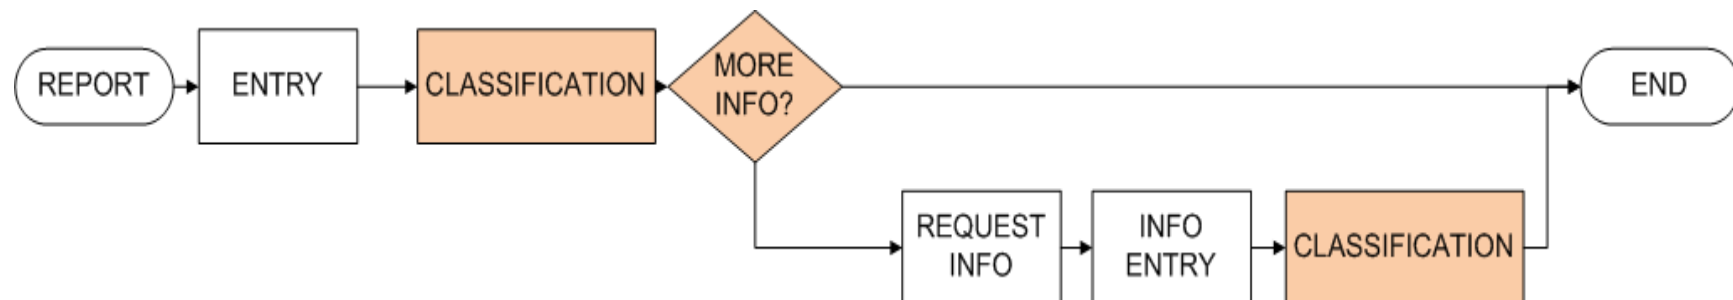 REPORT
ENTRY
CLASSIFICATION
MORE
INFO?
END
REQUEST
INFO
INFO
ENTRY
CLASSIFICATION